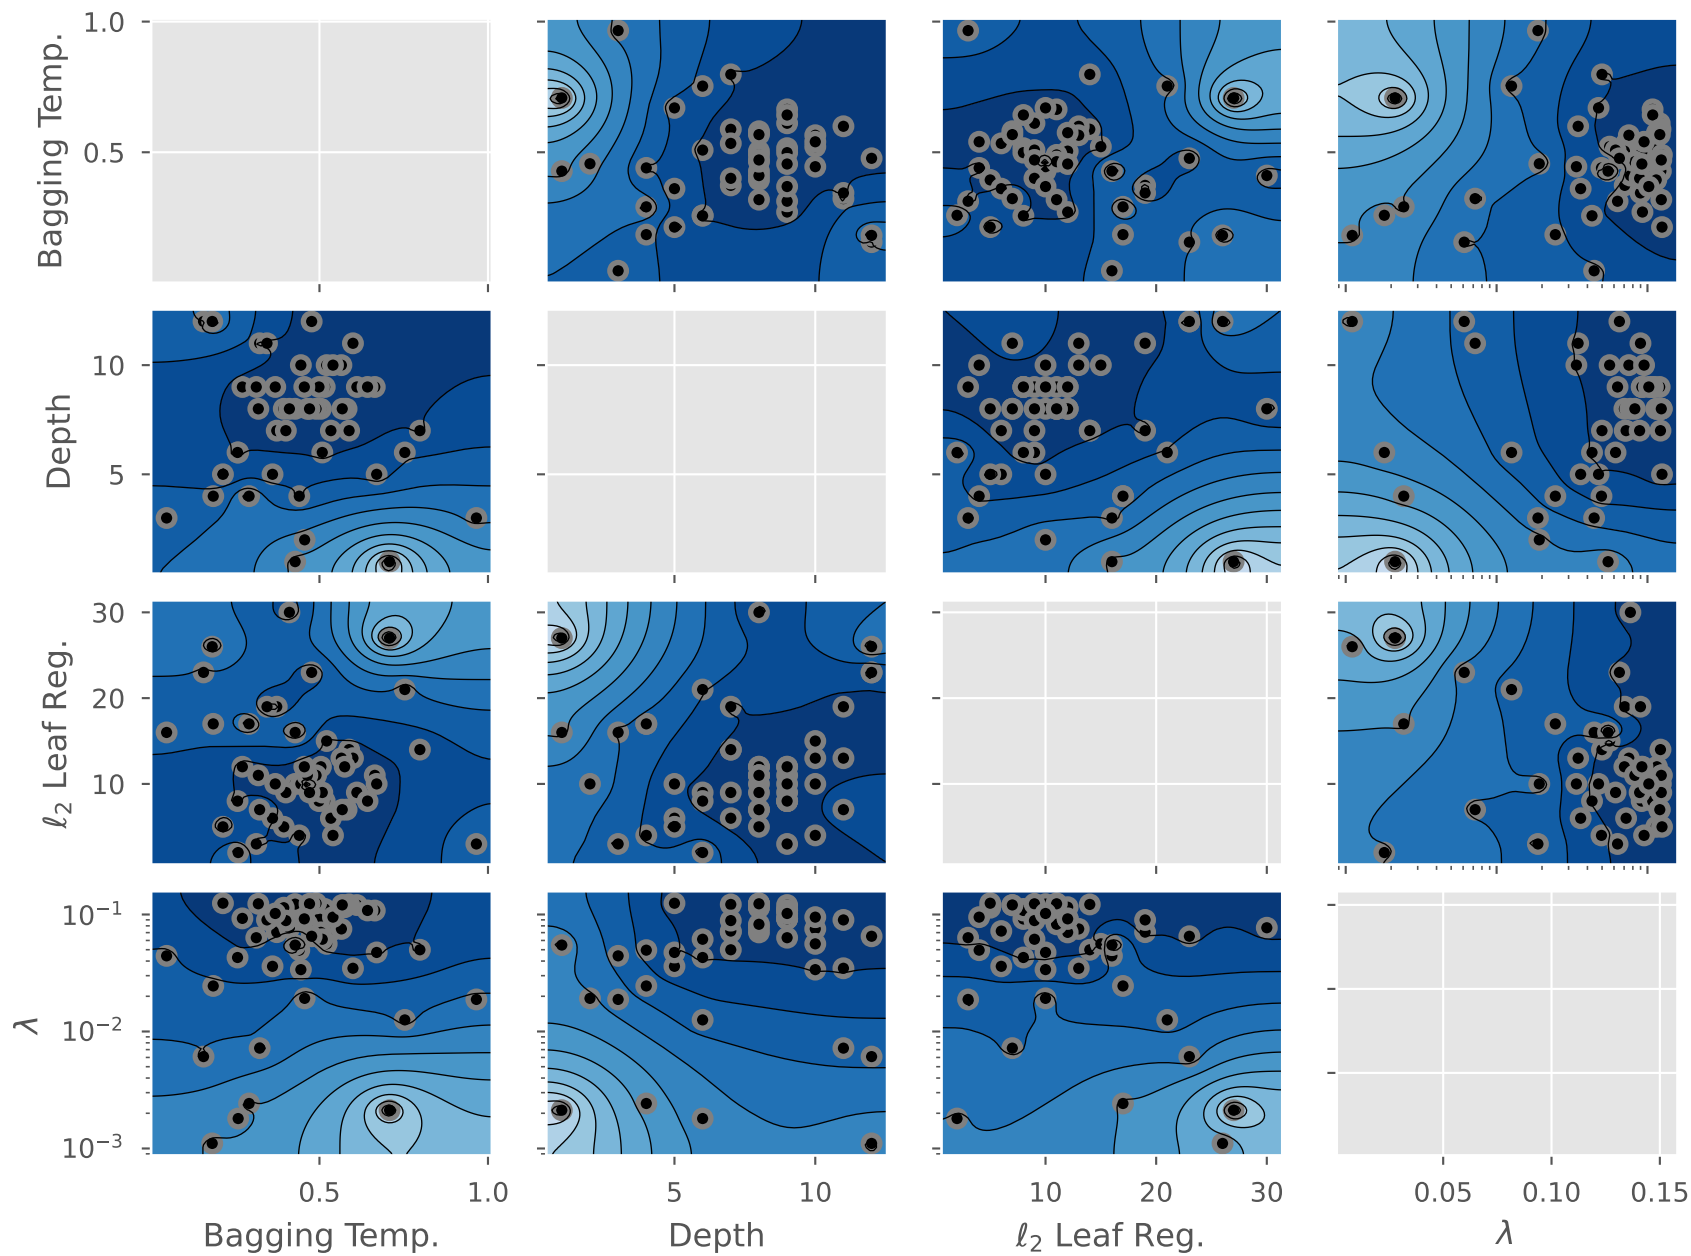 1.0
Bagging Temp.
0.5
10
Depth
5
30
20
ℓ₂ Leaf Reg.
10
10⁻¹
λ
10⁻²
10⁻³
0.5 1.0 5 10 10 20 30 0.05 0.10 0.15
Bagging Temp. Depth ℓ₂ Leaf Reg. λ